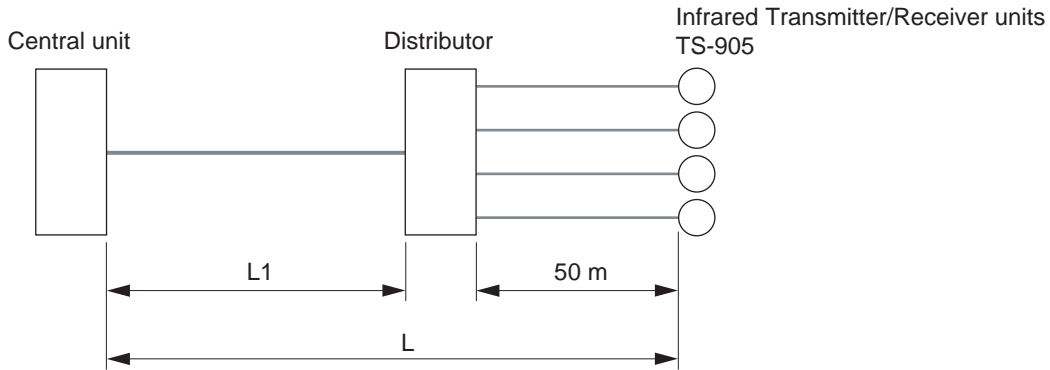 Infrared Transmitter/Receiver units
TS-905
Central unit
Distributor
L1
50 m
L